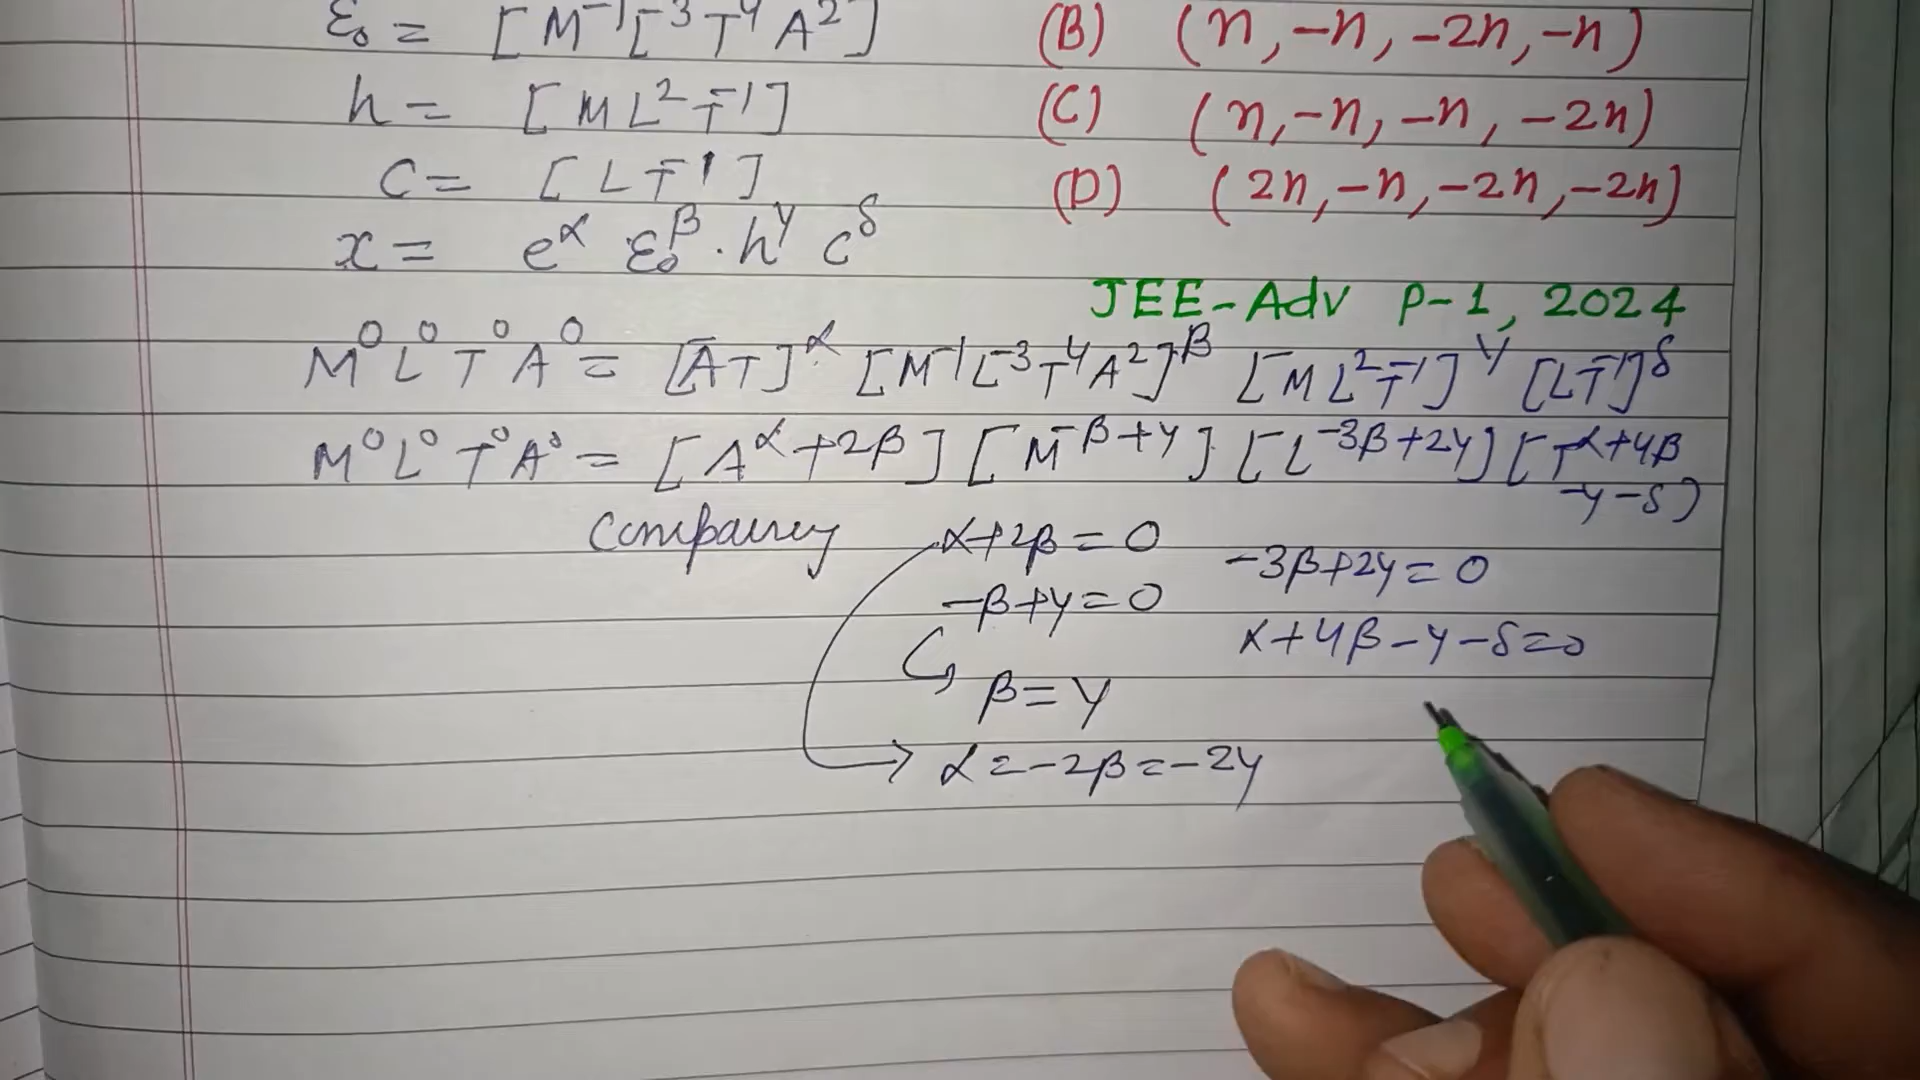 ε₀ = [M⁻¹L⁻³T⁴A²]
(B) (n, -n, -2n, -n)
h = [ML²T⁻¹]
(C) (n, -n, -n, -2n)
c = [LT⁻¹]
(D) (2n, -n, -2n, -2n)
x = e^α ε₀^β . h^γ c^δ
JEE-Adv P-1, 2024
M⁰L⁰T⁰A⁰ = [AT]^α [M⁻¹L⁻³T⁴A²]^β [ML²T⁻¹]^γ [LT⁻¹]^δ
M⁰L⁰T⁰A⁰ = [A^α+2β] [M^-β+γ] [L^-3β+2γ] [T^α+4β
-γ-δ]
α+2β = 0
-3β+2γ = 0
-β+γ = 0
α+4β-γ-δ=0
β = γ
α = -2β = -2γ